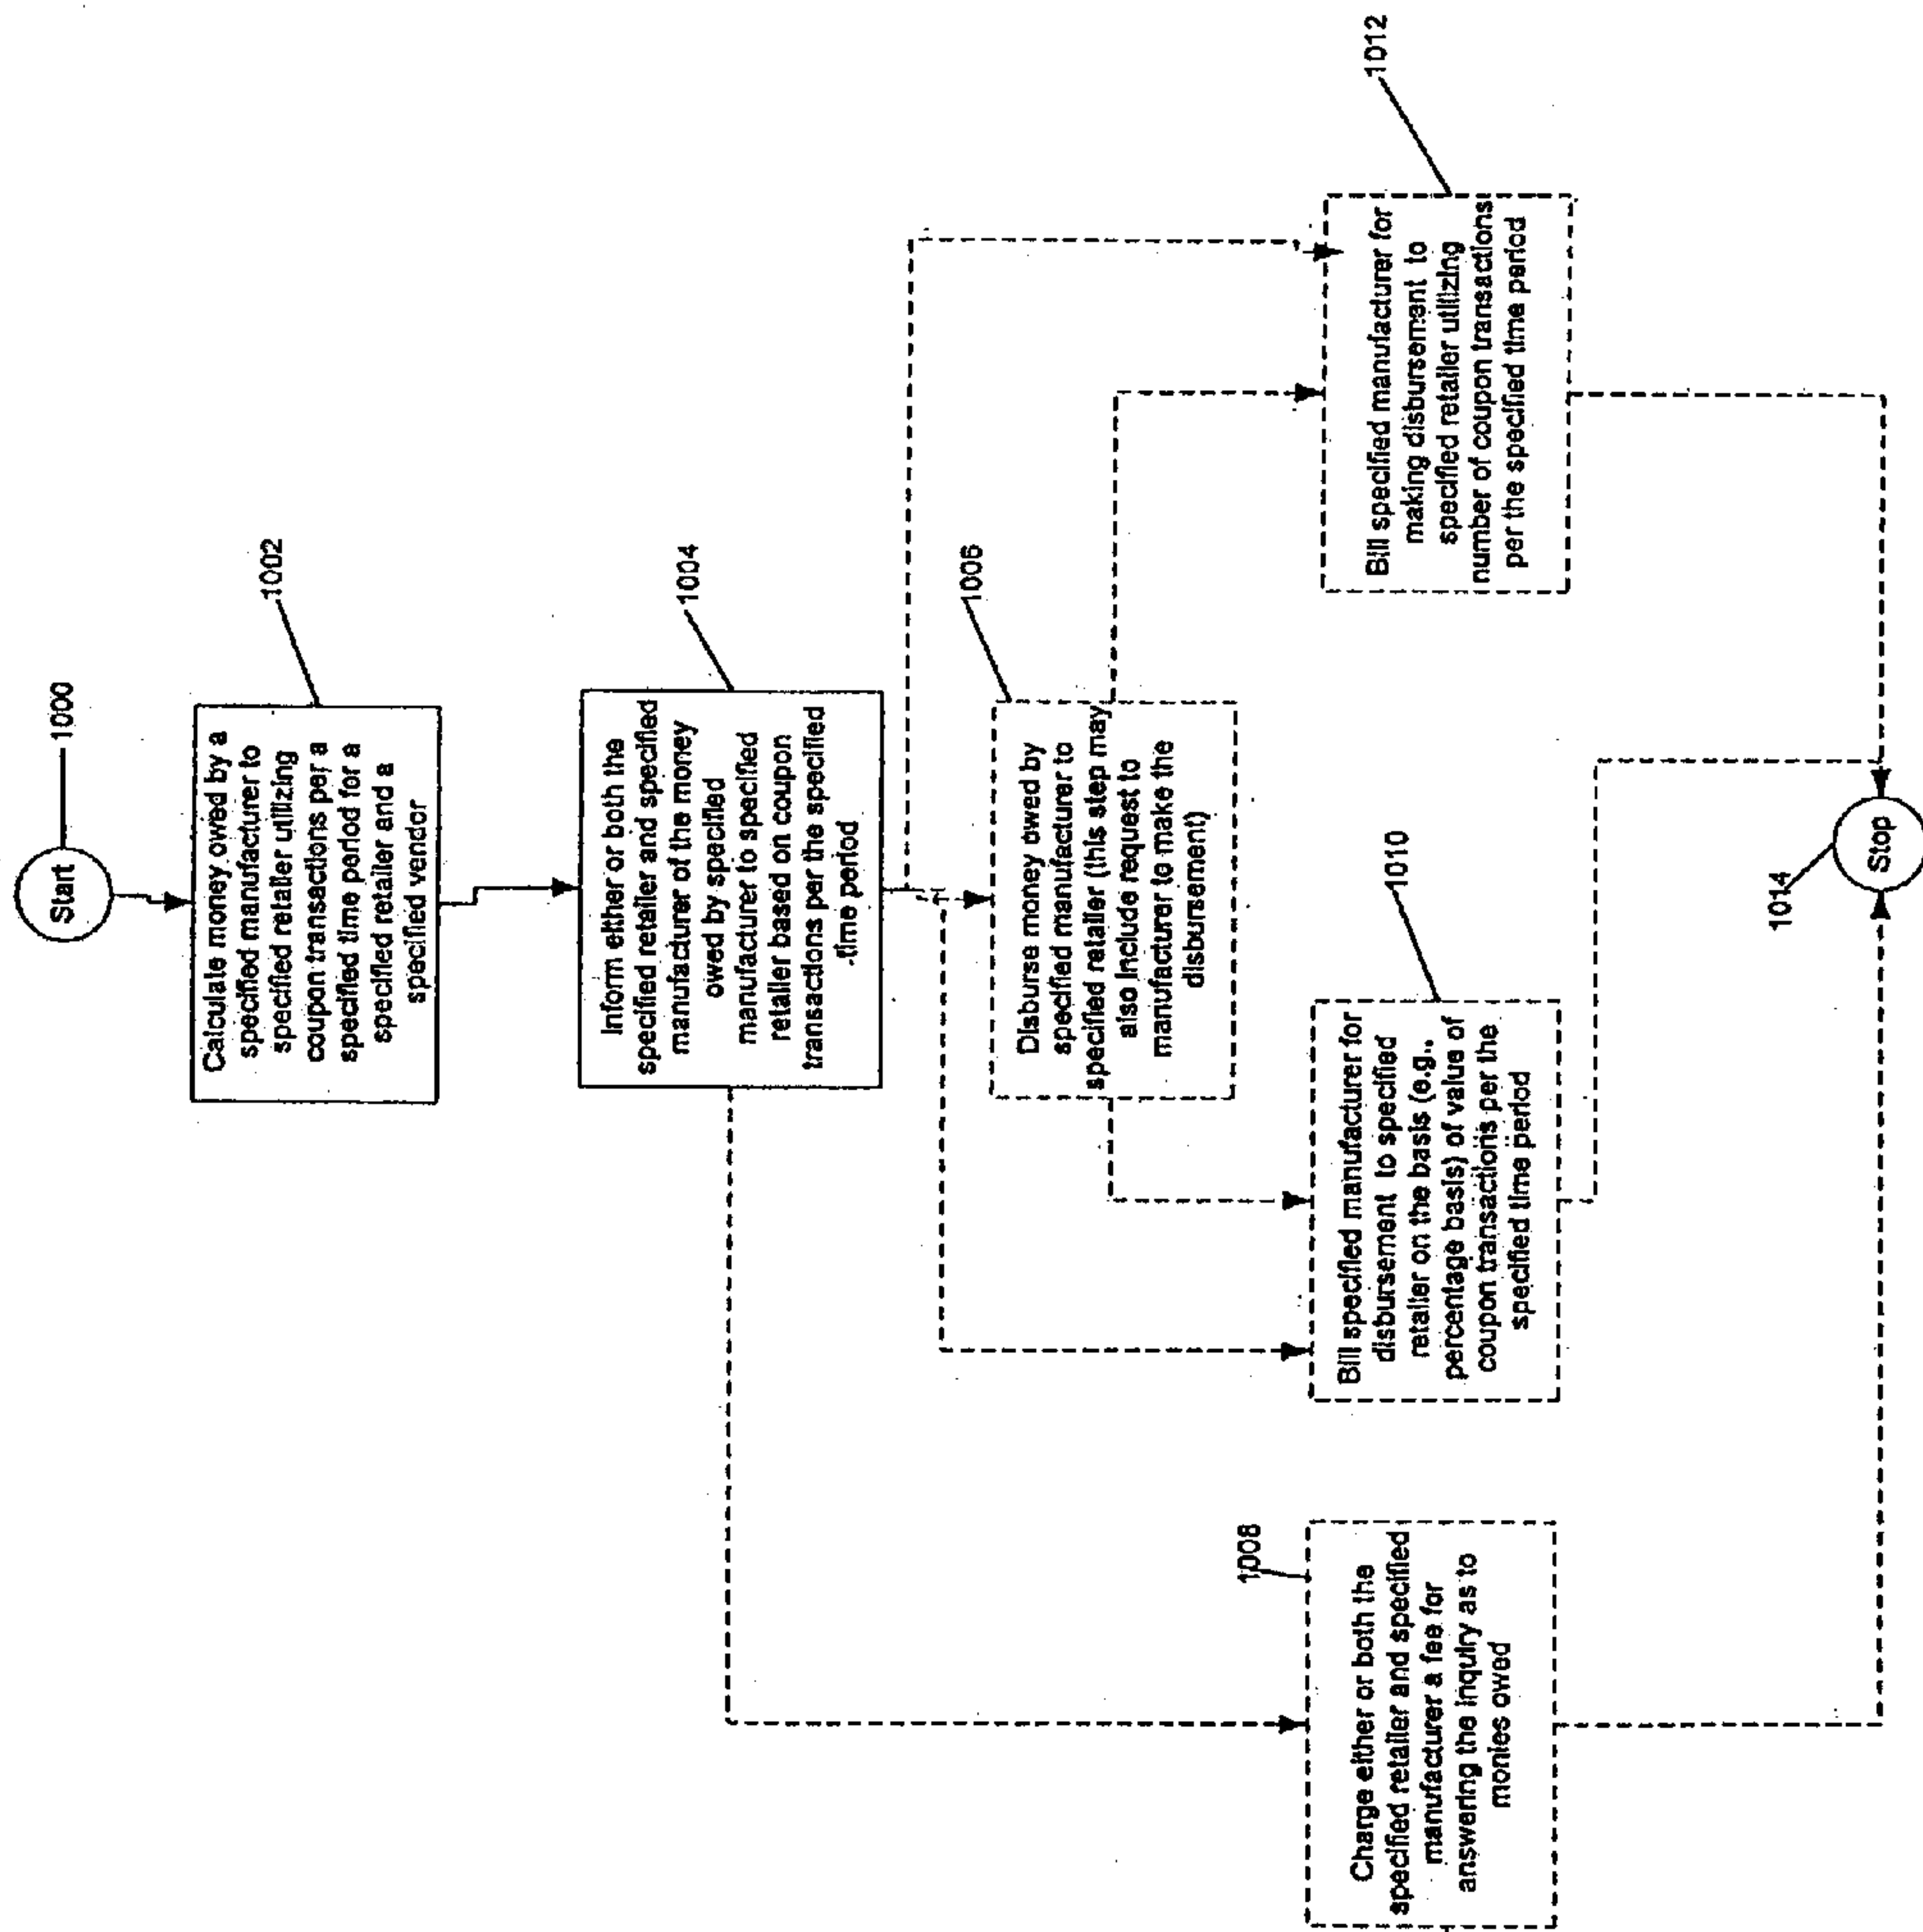 1000
Start
1002
Calculate money owed by a
specified manufacturer to
specified retailer utilizing
coupon transactions per a
specified time period for a
specified retailer and a
specified vendor
1004
Inform either or both the
specified retailer and specified
manufacturer of the money
owed by specified
manufacturer to specified
retailer based on coupon
transactions per the specified
time period
1006
Disburse money owed by
specified manufacturer to
specified retailer (this step may
also include request to
manufacturer to make the
disbursement)
1008
Charge either or both the
specified retailer and specified
manufacturer a fee for
answering the inquiry as to
monies owed
1010
Bill specified manufacturer for
disbursement to specified
retailer on the basis (e.g.,
percentage basis) of value of
coupon transactions per the
specified time period
1012
Bill specified manufacturer for
making disbursement to
specified retailer utilizing
number of coupon transactions
per the specified time period
1014
Stop